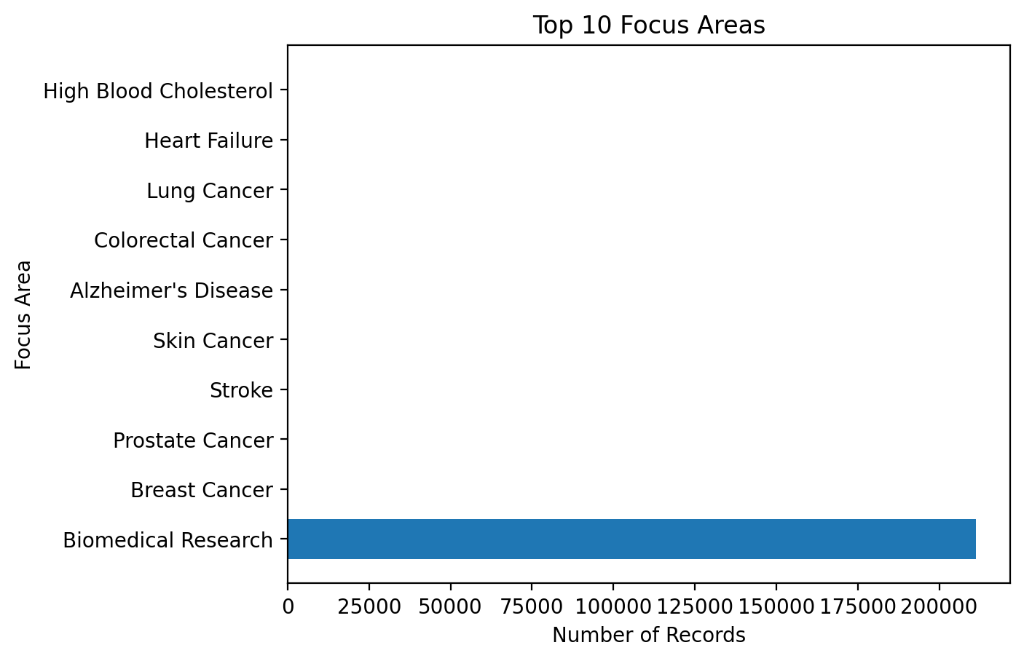 Top 10 Focus Areas
High Blood Cholesterol
Heart Failure
Lung Cancer
Colorectal Cancer
Alzheimer's Disease
Skin Cancer
Stroke
Prostate Cancer
Breast Cancer
Biomedical Research
Focus Area
0 25000 50000 75000 100000 125000 150000 175000 200000
Number of Records